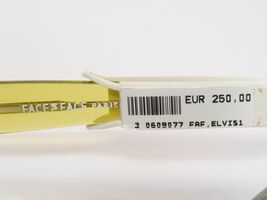 FACE À FACE PARIS
EUR 250,00
3 0609077 FAF,ELVIS1